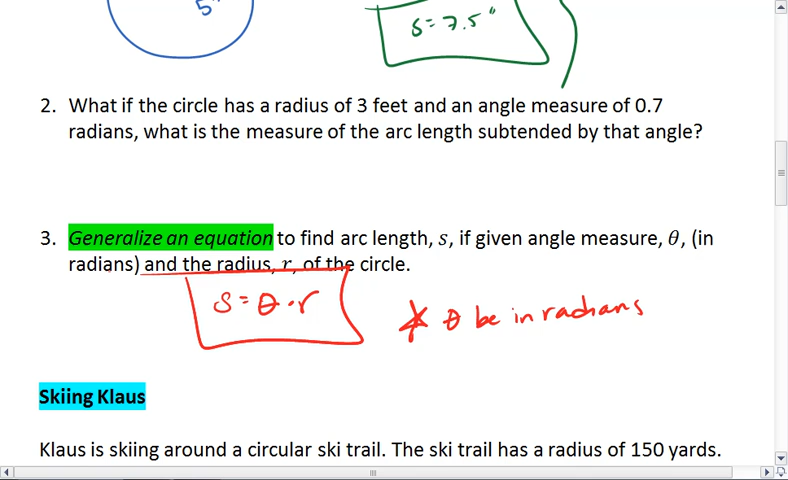 5"
s = 7.5"
2. What if the circle has a radius of 3 feet and an angle measure of 0.7
radians, what is the measure of the arc length subtended by that angle?
3. Generalize an equation to find arc length, s, if given angle measure, θ, (in
radians) and the radius, r, of the circle.
s = θ · r
* θ be in radians
Skiing Klaus
Klaus is skiing around a circular ski trail. The ski trail has a radius of 150 yards.